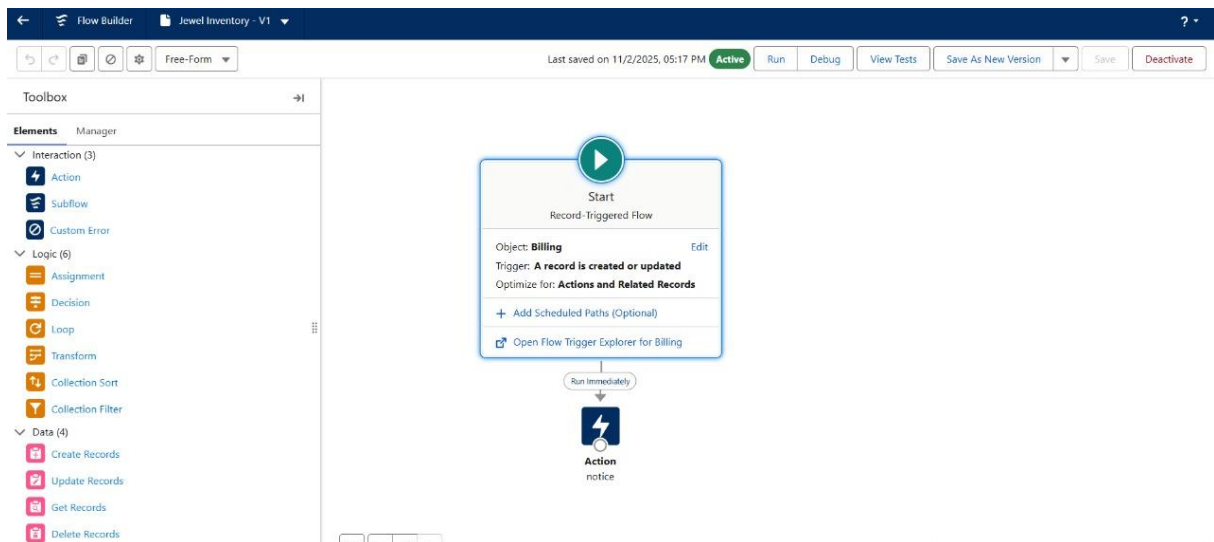 Flow Builder Jewel Inventory - V1 ?
Free-Form Last saved on 11/2/2025, 05:17 PM Active Run Debug View Tests Save As New Version Save Deactivate
Toolbox
Elements Manager
Interaction (3)
Action
Subflow
Custom Error
Logic (6)
Assignment
Decision
Loop
Transform
Collection Sort
Collection Filter
Data (4)
Create Records
Update Records
Get Records
Delete Records
Start
Record-Triggered Flow
Object: Billing Edit
Trigger: A record is created or updated
Optimize for: Actions and Related Records
+ Add Scheduled Paths (Optional)
Open Flow Trigger Explorer for Billing
Run Immediately
Action
notice